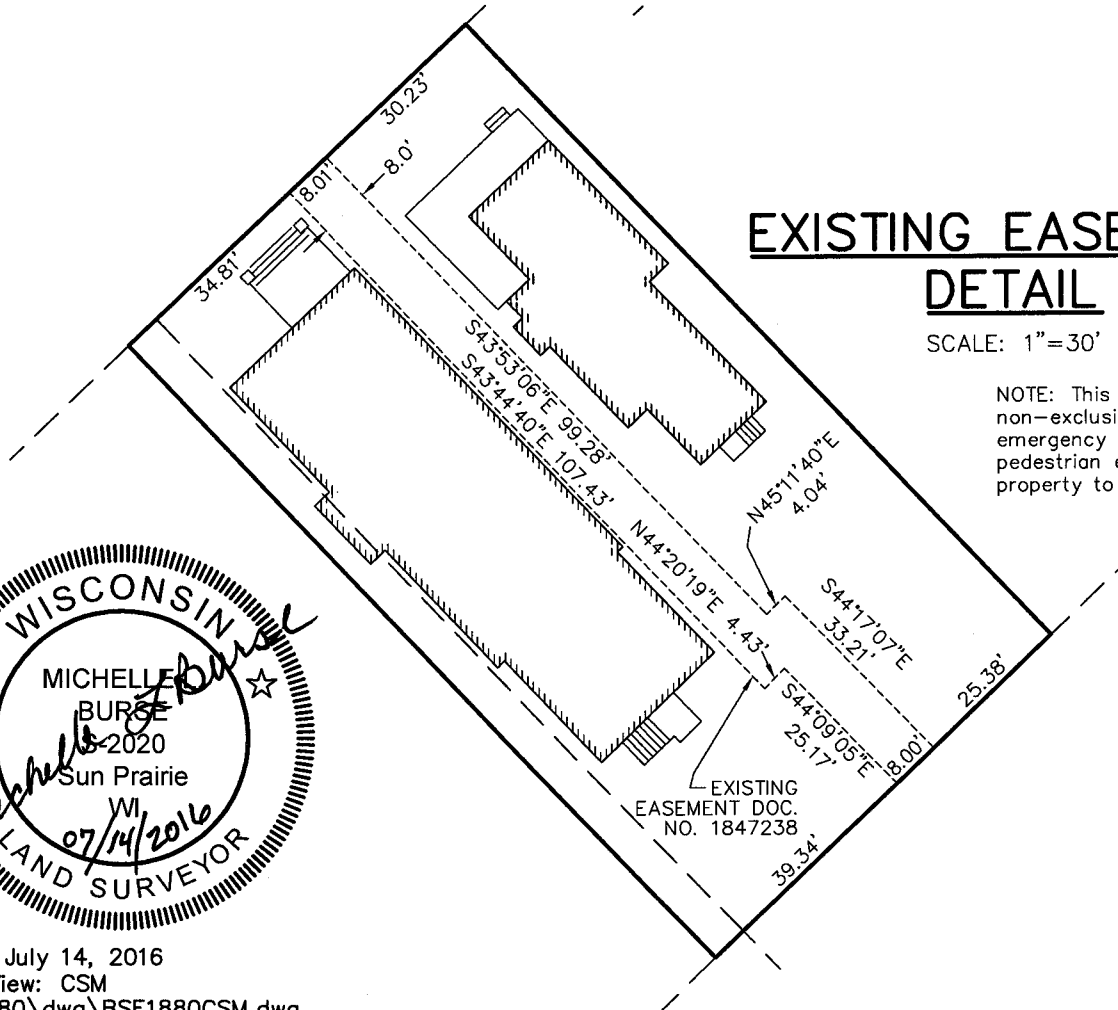 30.23'
8.01'
8.0'
34.81'
EXISTING EASE
DETAIL
SCALE: 1"=30'
NOTE: This
non-exclusi
emergency
pedestrian e
property to
S43°53'06"E 99.28'
S43°44'40"E 107.43'
N45°11'40"E
4.04'
N44°20'19"E 4.43'
S44°17'07"E
33.21'
S44°09'05"E
25.17'
8.00'
25.38'
39.34'
EXISTING
EASEMENT DOC.
NO. 1847238
WISCONSIN
MICHELLE
BURSE
S-2020
Sun Prairie
WI
07/14/2016
LAND SURVEYOR
Michelle L Burse
July 14, 2016
iew: CSM
80\dwg\BSE1880CSM.dwg